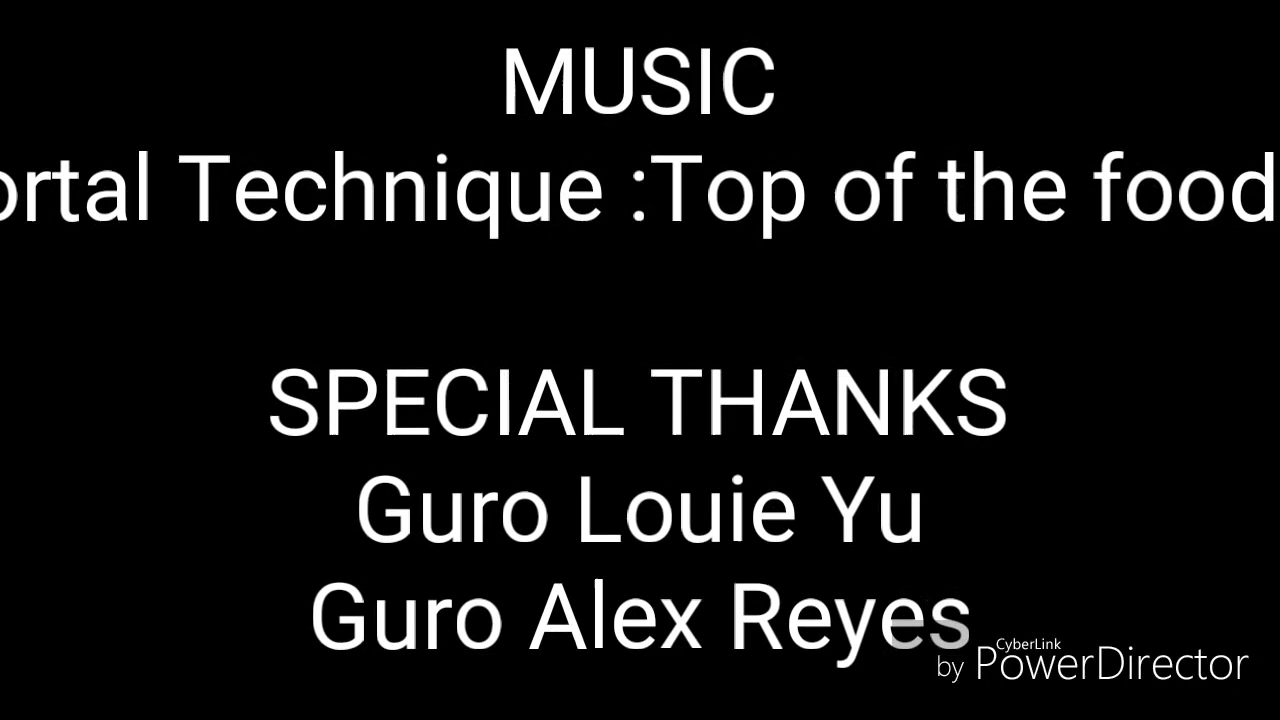 MUSIC
ortal Technique :Top of the food
SPECIAL THANKS
Guro Louie Yu
Guro Alex Reyes
CyberLink
by PowerDirector